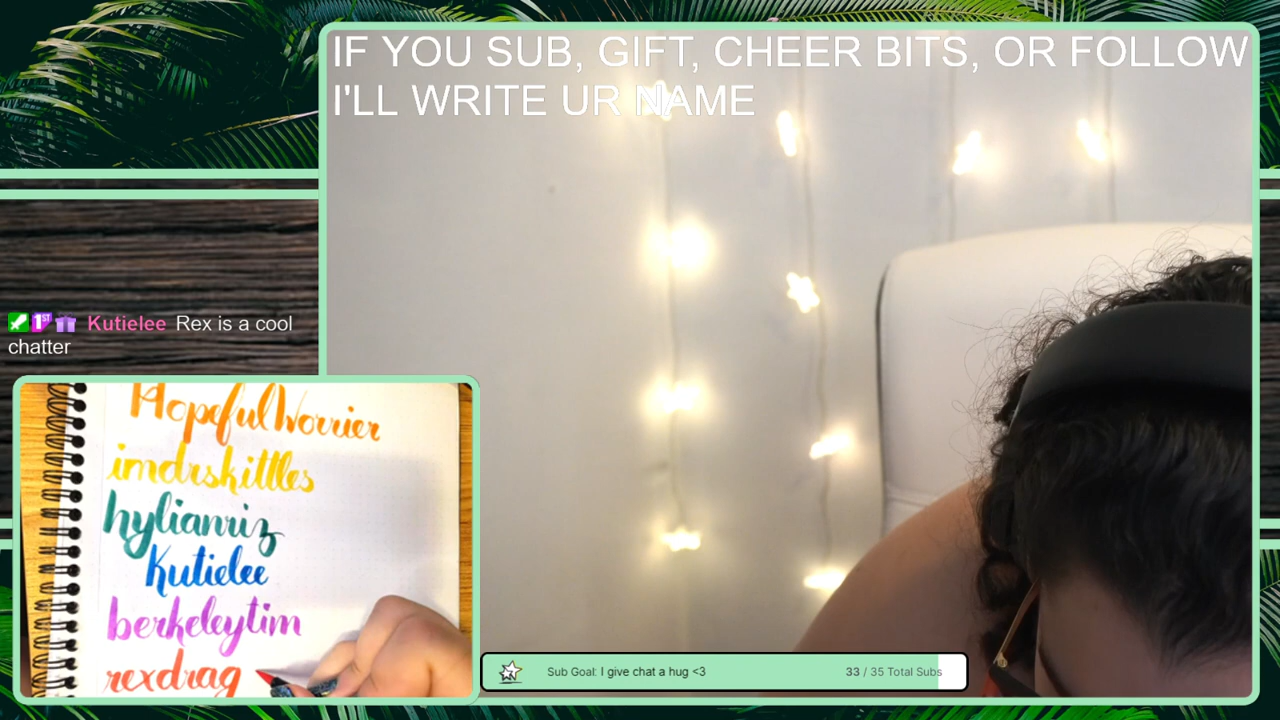 IF YOU SUB, GIFT, CHEER BITS, OR FOLLOW
I'LL WRITE UR NAME
1ST Kutielee Rex is a cool
chatter
HopefulWorrier
imdrskittles
hylianriz
Kutielee
berkeleytim
rexdrag
Sub Goal: I give chat a hug <3 33 / 35 Total Subs